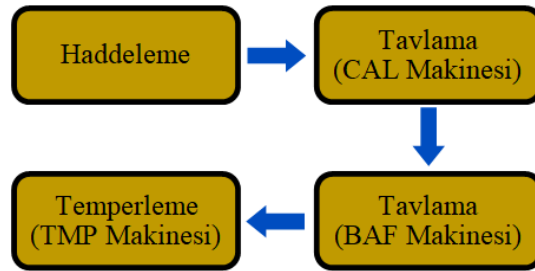 Haddeleme
Tavlama
(CAL Makinesi)
Tavlama
(BAF Makinesi)
Temperleme
(TMP Makinesi)